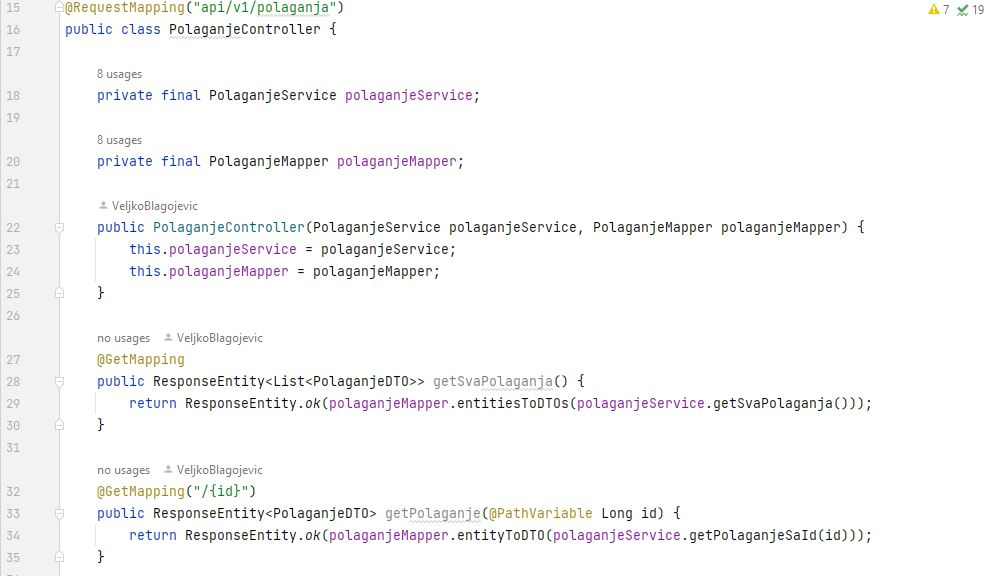 15 @RequestMapping("api/v1/polaganja") 7 19
16 public class PolaganjeController {
17
8 usages
18 private final PolaganjeService polaganjeService;
19
8 usages
20 private final PolaganjeMapper polaganjeMapper;
21
VeljkoBlagojevic
22 public PolaganjeController(PolaganjeService polaganjeService, PolaganjeMapper polaganjeMapper) {
23 this.polaganjeService = polaganjeService;
24 this.polaganjeMapper = polaganjeMapper;
25 }
26
no usages VeljkoBlagojevic
27 @GetMapping
28 public ResponseEntity<List<PolaganjeDTO>> getSvaPolaganja() {
29 return ResponseEntity.ok(polaganjeMapper.entitiesToDTOs(polaganjeService.getSvaPolaganja()));
30 }
31
no usages VeljkoBlagojevic
32 @GetMapping("/{id}")
33 public ResponseEntity<PolaganjeDTO> getPolaganje(@PathVariable Long id) {
34 return ResponseEntity.ok(polaganjeMapper.entityToDTO(polaganjeService.getPolaganjeSaId(id)));
35 }